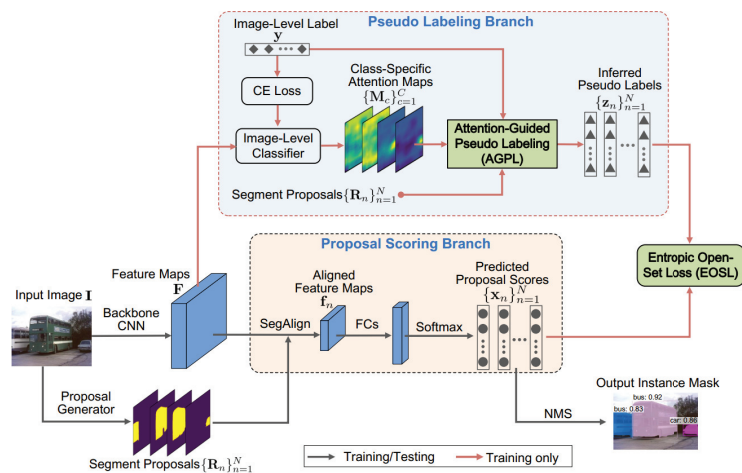 Pseudo Labeling Branch
Image-Level Label
y
CE Loss
Image-Level
Classifier
Class-Specific
Attention Maps
{M_c}_{c=1}^C
Attention-Guided
Pseudo Labeling
(AGPL)
Inferred
Pseudo Labels
{z_n}_{n=1}^N
Segment Proposals{R_n}_{n=1}^N
Proposal Scoring Branch
Feature Maps
F
Input Image I
Backbone
CNN
SegAlign
Aligned
Feature Maps
f_n
FCs
Softmax
Predicted
Proposal Scores
{x_n}_{n=1}^N
Entropic Open-
Set Loss (EOSL)
Proposal
Generator
Segment Proposals{R_n}_{n=1}^N
NMS
Output Instance Mask
bus: 0.92
bus: 0.83
car: 0.86
Training/Testing
Training only